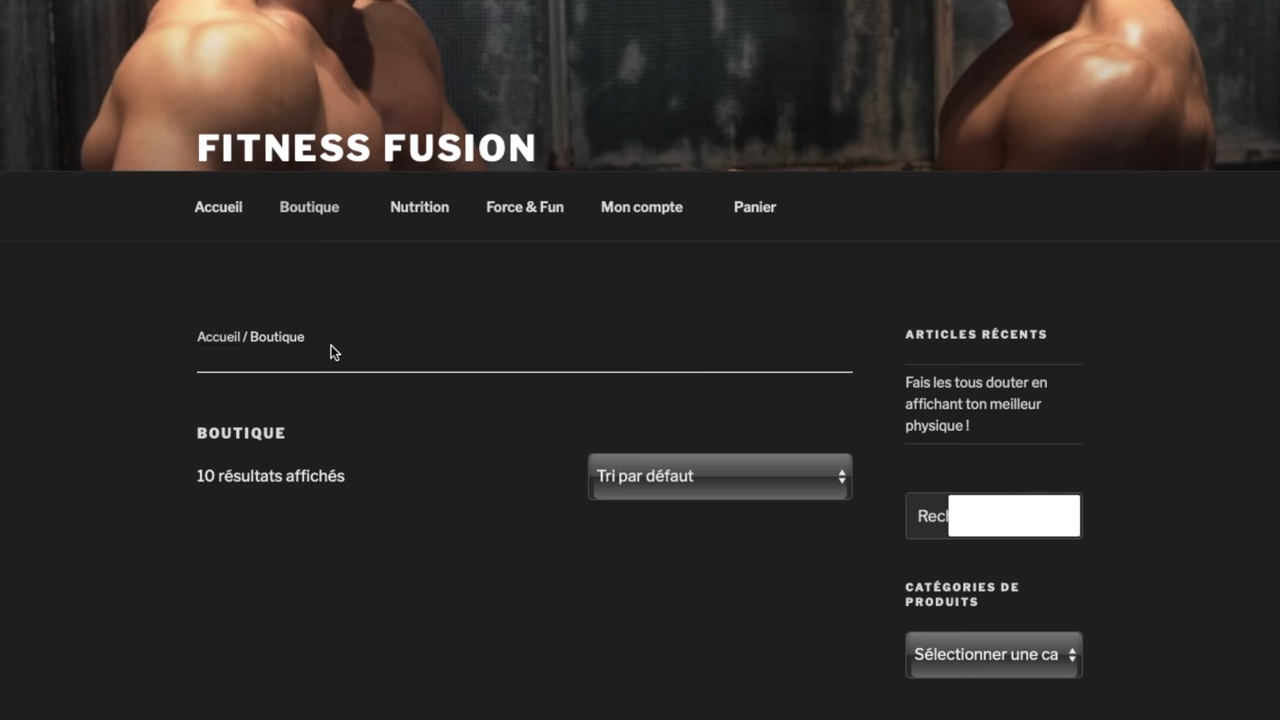 FITNESS FUSION
Accueil Boutique Nutrition Force & Fun Mon compte Panier
Accueil / Boutique
BOUTIQUE
10 résultats affichés
Tri par défaut
ARTICLES RÉCENTS
Fais les tous douter en
affichant ton meilleur
physique !
Rech
CATÉGORIES DE
PRODUITS
Sélectionner une ca